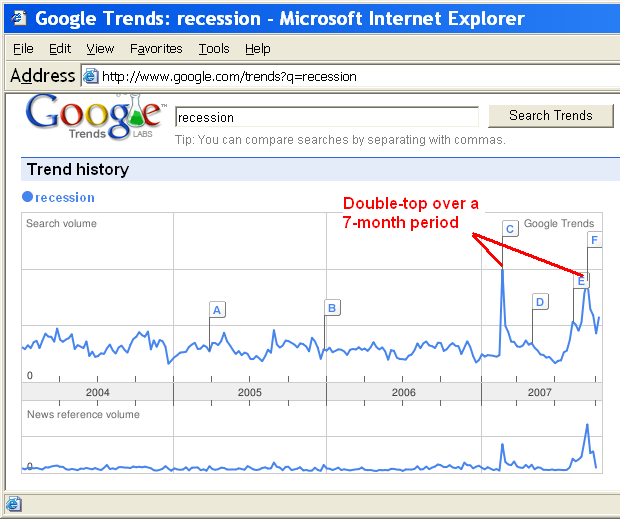 Google Trends: recession - Microsoft Internet Explorer
File Edit View Favorites Tools Help
Address http://www.google.com/trends?q=recession
Google™
Trends LABS
recession
Search Trends
Tip: You can compare searches by separating with commas.
Trend history
recession
Double-top over a
7-month period
Search volume
Google Trends
C
F
E
A
B
D
0
2004 2005 2006 2007
News reference volume
0